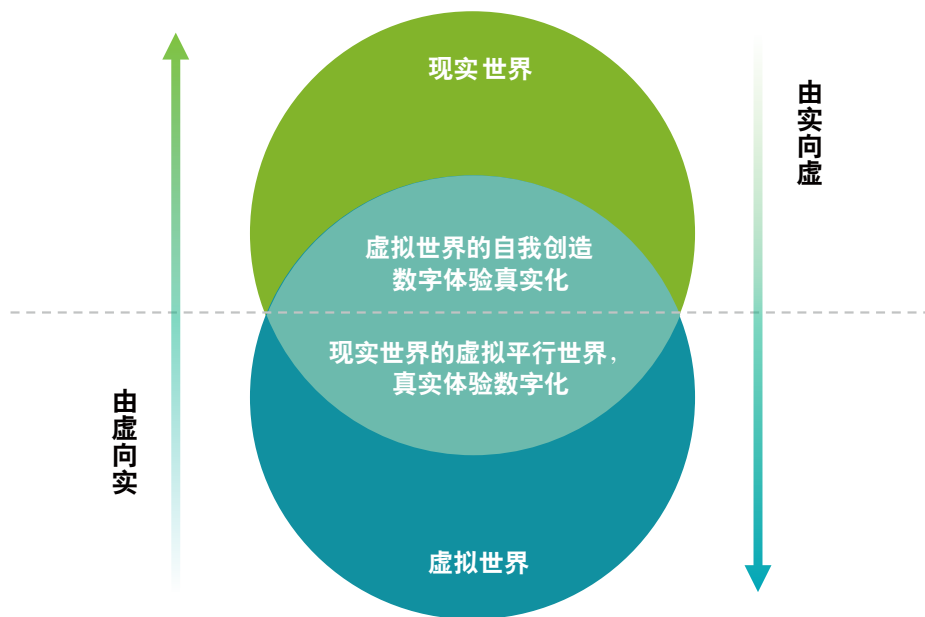 现实世界
由实向虚
虚拟世界的自我创造
数字体验真实化
现实世界的虚拟平行世界，
真实体验数字化
由虚向实
虚拟世界